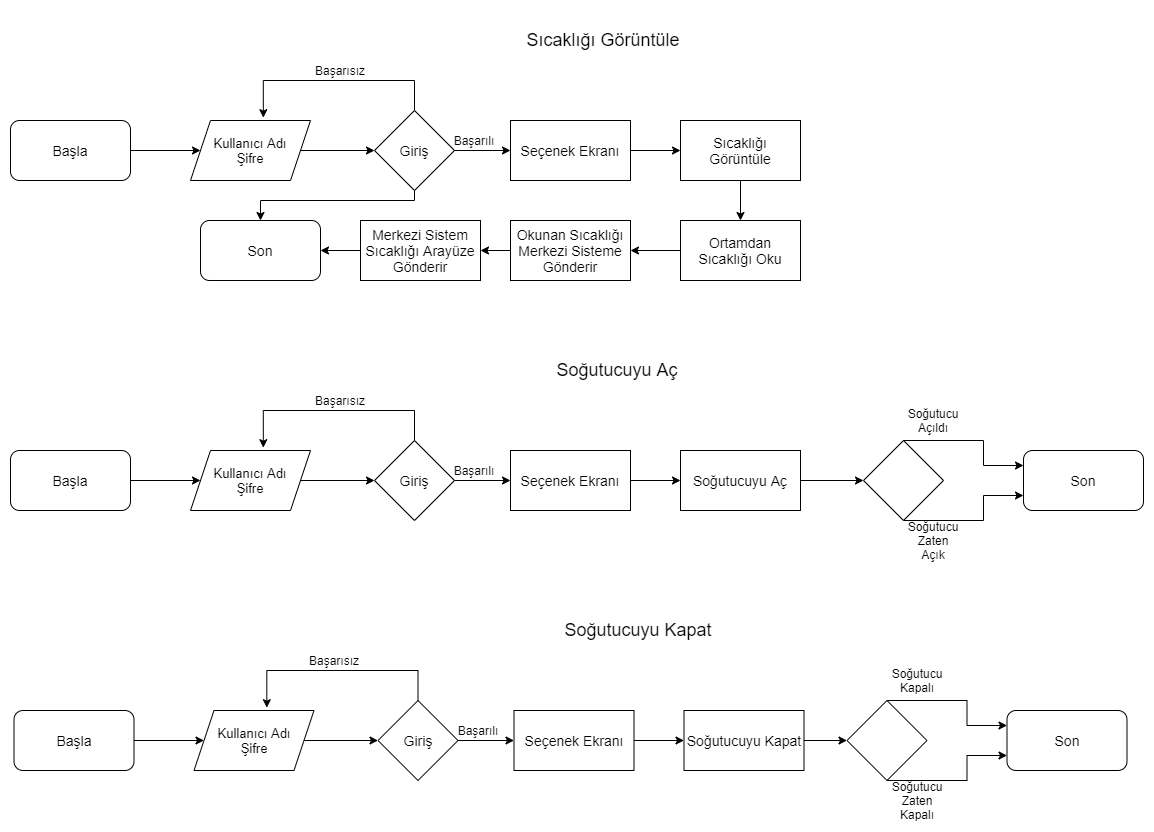 Sıcaklığı Görüntüle
Başarısız
Başla
Kullanıcı Adı
Şifre
Giriş
Başarılı
Seçenek Ekranı
Sıcaklığı
Görüntüle
Son
Merkezi Sistem
Sıcaklığı Arayüze
Gönderir
Okunan Sıcaklığı
Merkezi Sisteme
Gönderir
Ortamdan
Sıcaklığı Oku
Soğutucuyu Aç
Başarısız
Başla
Kullanıcı Adı
Şifre
Giriş
Başarılı
Seçenek Ekranı
Soğutucuyu Aç
Soğutucu
Açıldı
Soğutucu
Zaten
Açık
Son
Soğutucuyu Kapat
Başarısız
Başla
Kullanıcı Adı
Şifre
Giriş
Başarılı
Seçenek Ekranı
Soğutucuyu Kapat
Soğutucu
Kapalı
Soğutucu
Zaten
Kapalı
Son